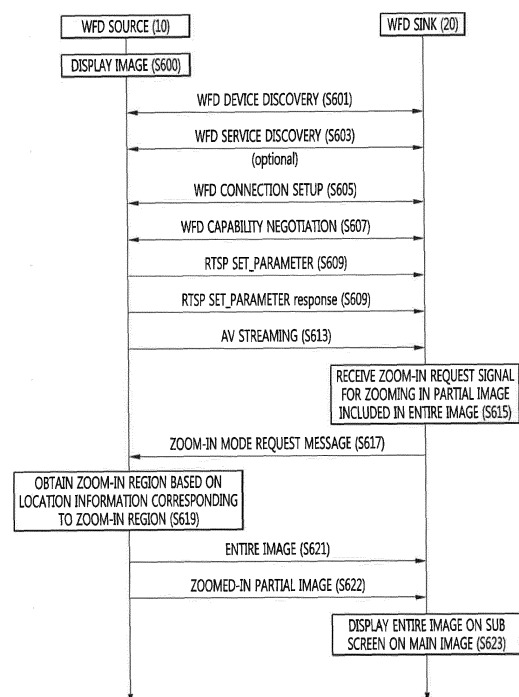 WFD SOURCE (10)
WFD SINK (20)
DISPLAY IMAGE (S600)
WFD DEVICE DISCOVERY (S601)
WFD SERVICE DISCOVERY (S603)
(optional)
WFD CONNECTION SETUP (S605)
WFD CAPABILITY NEGOTIATION (S607)
RTSP SET_PARAMETER (S609)
RTSP SET_PARAMETER response (S609)
AV STREAMING (S613)
RECEIVE ZOOM-IN REQUEST SIGNAL
FOR ZOOMING IN PARTIAL IMAGE
INCLUDED IN ENTIRE IMAGE (S615)
ZOOM-IN MODE REQUEST MESSAGE (S617)
OBTAIN ZOOM-IN REGION BASED ON
LOCATION INFORMATION CORRESPONDING
TO ZOOM-IN REGION (S619)
ENTIRE IMAGE (S621)
ZOOMED-IN PARTIAL IMAGE (S622)
DISPLAY ENTIRE IMAGE ON SUB
SCREEN ON MAIN IMAGE (S623)